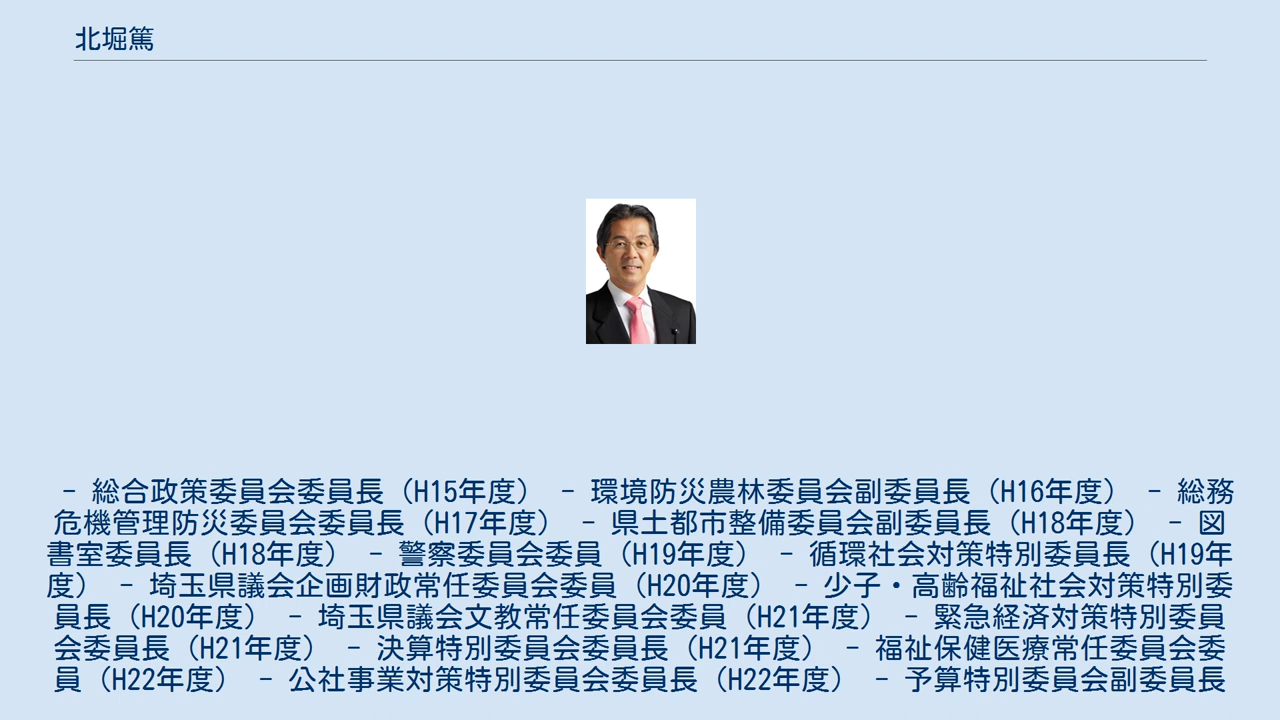 北堀篤
- 総合政策委員会委員長（H15年度） - 環境防災農林委員会副委員長（H16年度） - 総務
危機管理防災委員会委員長（H17年度） - 県土都市整備委員会副委員長（H18年度） - 図
書室委員長（H18年度） - 警察委員会委員（H19年度） - 循環社会対策特別委員長（H19年
度） - 埼玉県議会企画財政常任委員会委員（H20年度） - 少子・高齢福祉社会対策特別委
員長（H20年度） - 埼玉県議会文教常任委員会委員（H21年度） - 緊急経済対策特別委員
会委員長（H21年度） - 決算特別委員会委員長（H21年度） - 福祉保健医療常任委員会委
員（H22年度） - 公社事業対策特別委員会委員長（H22年度） - 予算特別委員会副委員長